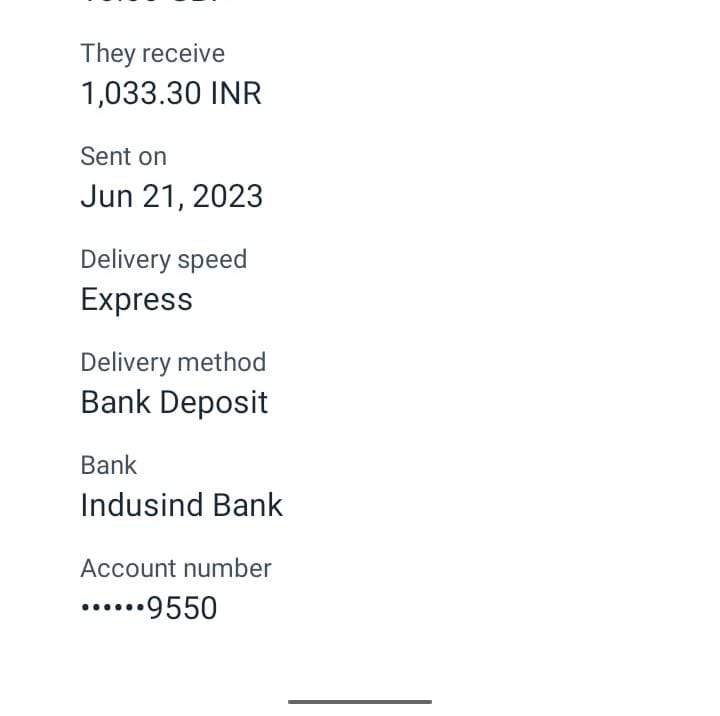 They receive
1,033.30 INR
Sent on
Jun 21, 2023
Delivery speed
Express
Delivery method
Bank Deposit
Bank
Indusind Bank
Account number
••••••9550